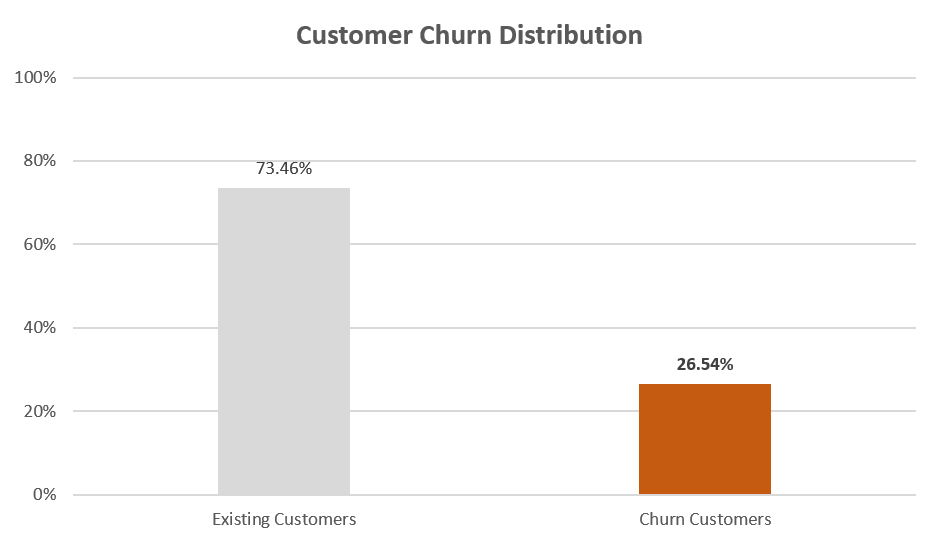 Customer Churn Distribution
100%
80%
73.46%
60%
40%
26.54%
20%
0%
Existing Customers
Churn Customers